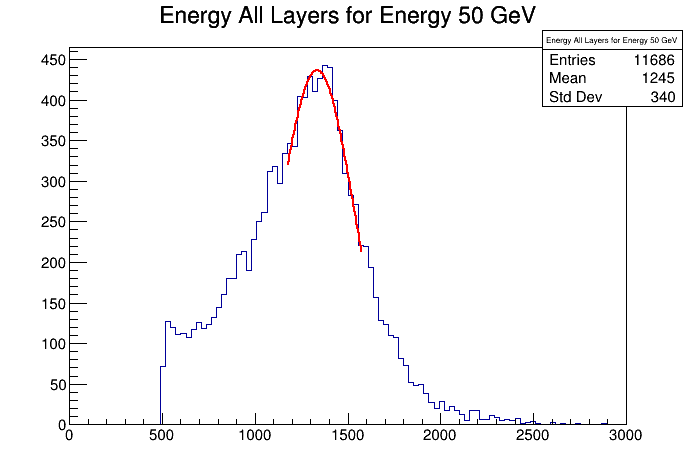 Energy All Layers for Energy 50 GeV
Energy All Layers for Energy 50 GeV
Entries 11686
Mean 1245
Std Dev 340
450
400
350
300
250
200
150
100
50
0
0 500 1000 1500 2000 2500 3000